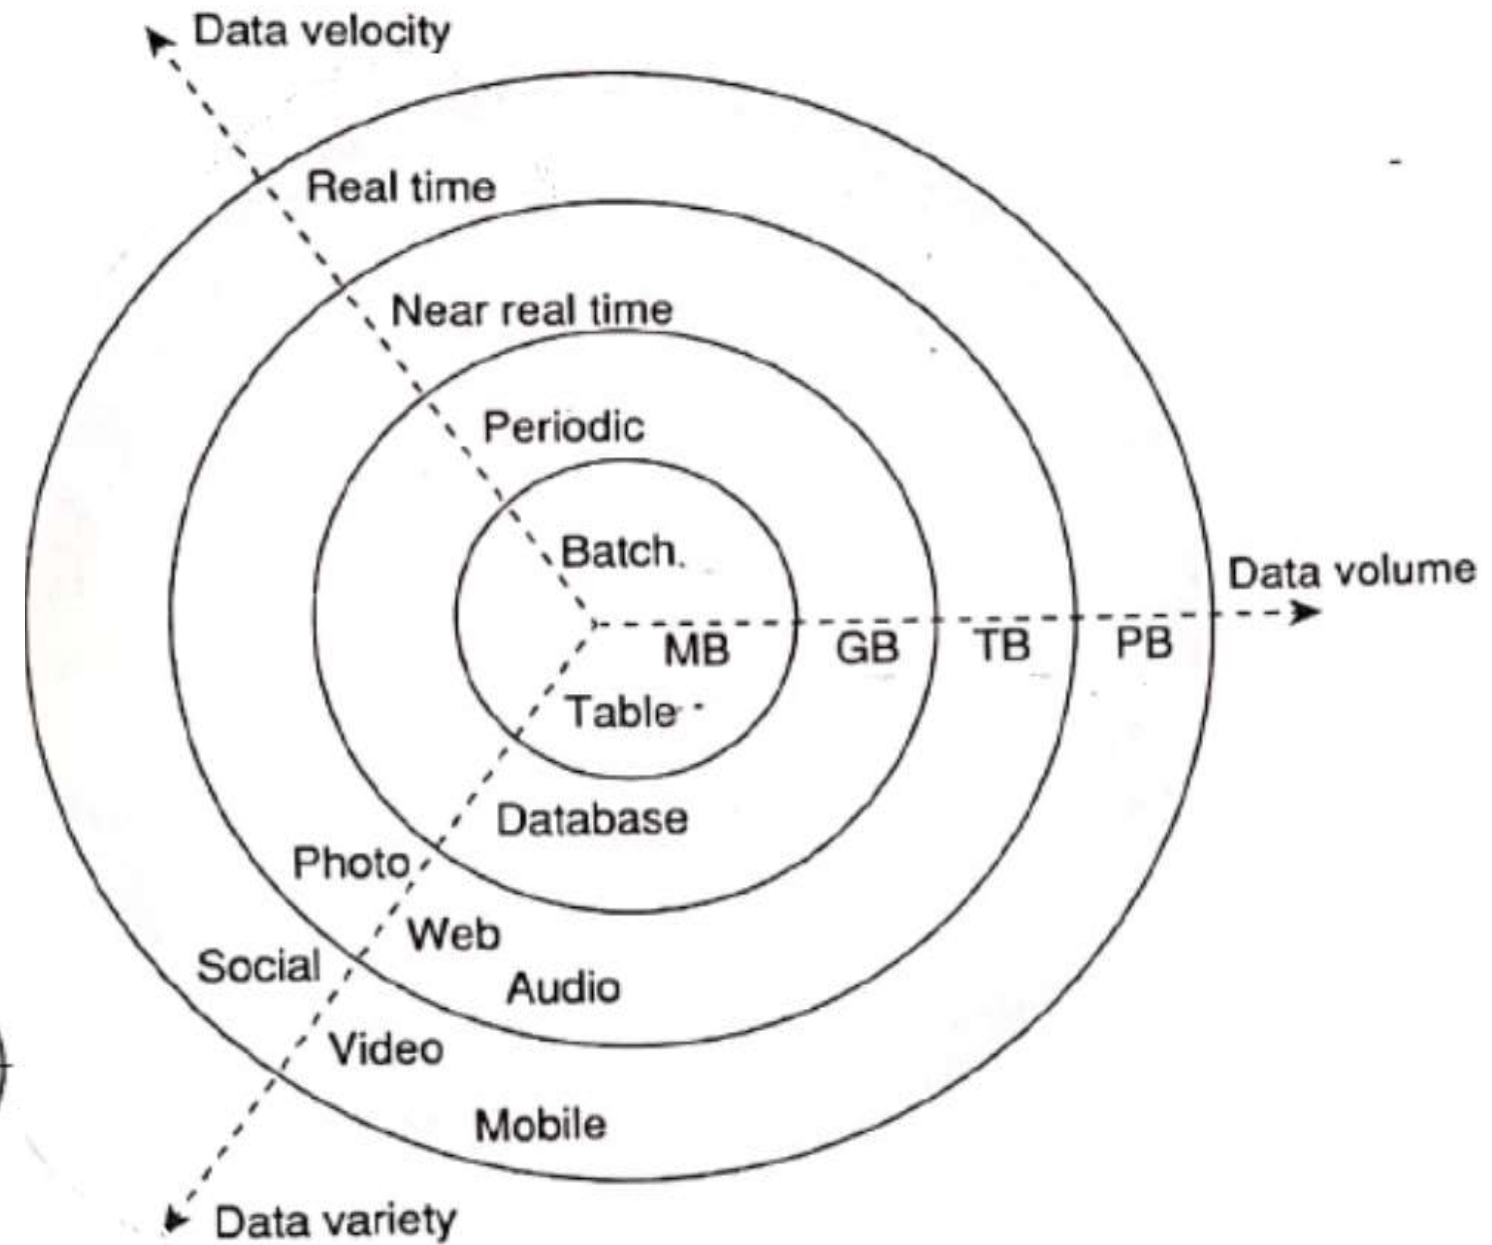 Data velocity
Real time
Near real time
Periodic
Batch.
Data volume
MB GB TB PB
Table
Database
Photo
Web
Social
Audio
Video
Mobile
Data variety